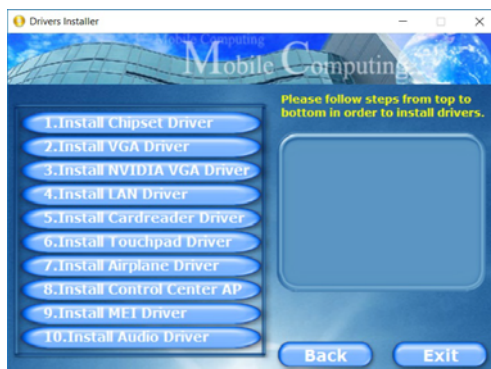 Drivers Installer
Mobile Computing
Mobile Computing
Please follow steps from top to
bottom in order to install drivers.
1.Install Chipset Driver
2.Install VGA Driver
3.Install NVIDIA VGA Driver
4.Install LAN Driver
5.Install Cardreader Driver
6.Install Touchpad Driver
7.Install Airplane Driver
8.Install Control Center AP
9.Install MEI Driver
10.Install Audio Driver
Back
Exit